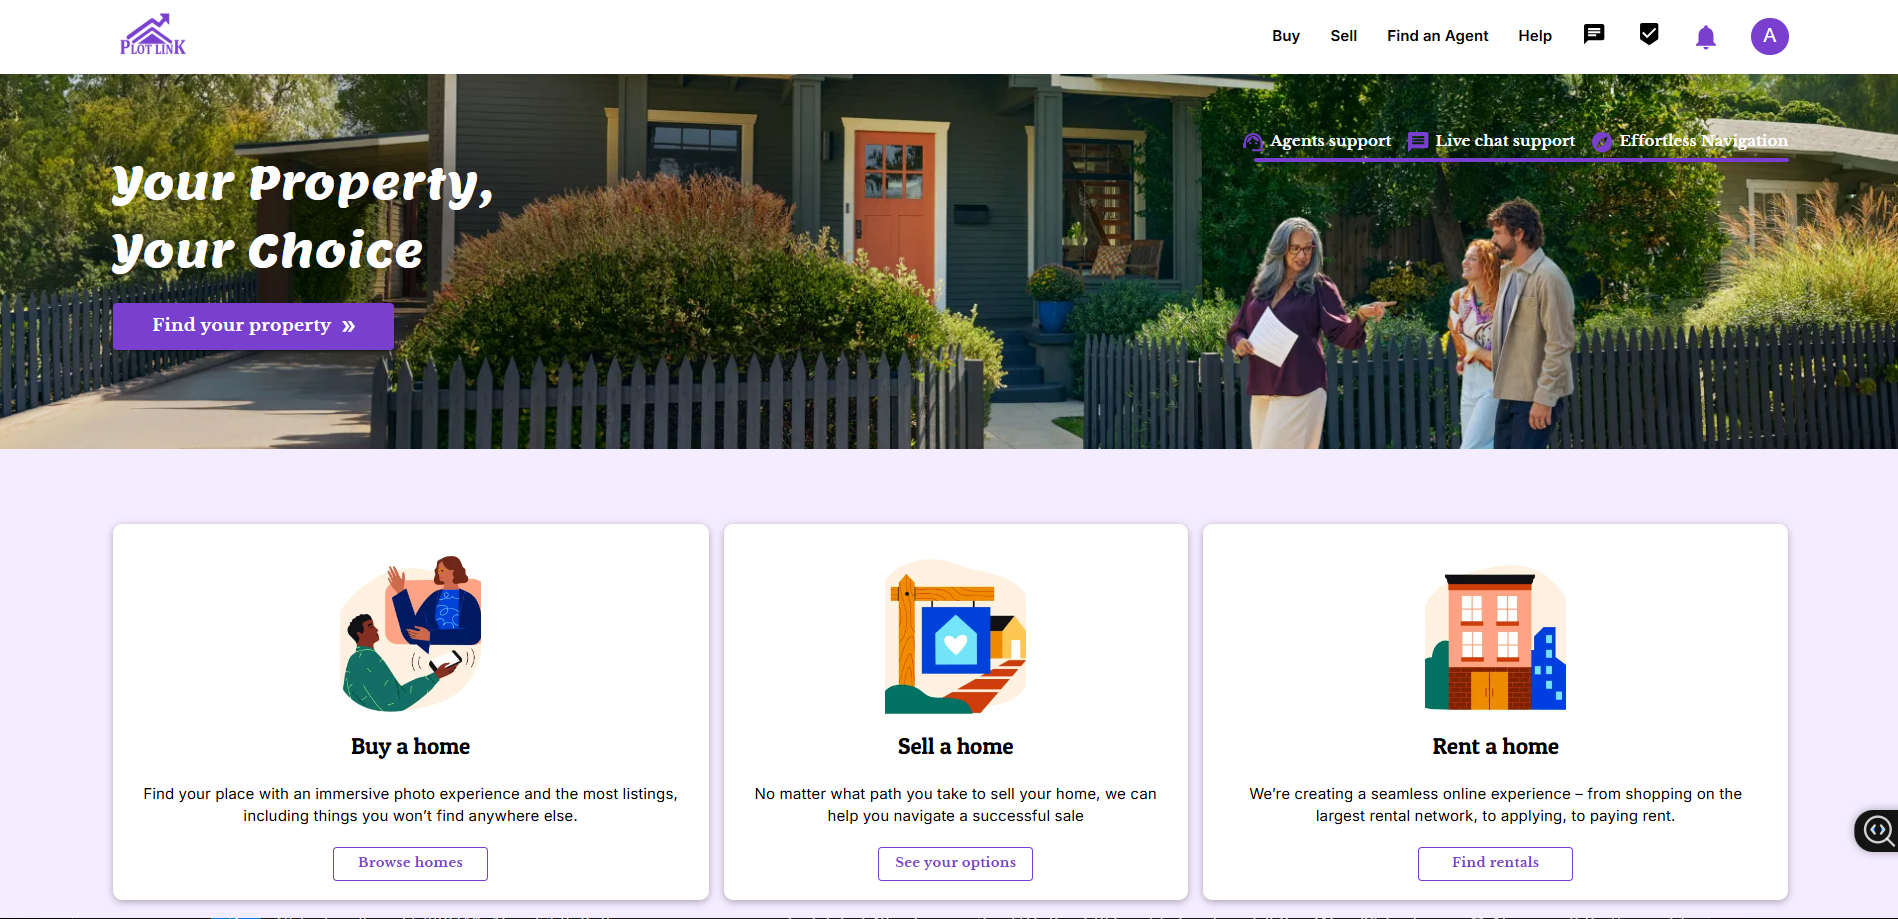 PLOT LINK
Buy Sell Find an Agent Help
A
Agents support Live chat support Effortless Navigation
Your Property,
Your Choice
Find your property »
Buy a home
Find your place with an immersive photo experience and the most listings,
including things you won’t find anywhere else.
Browse homes
Sell a home
No matter what path you take to sell your home, we can
help you navigate a successful sale
See your options
Rent a home
We’re creating a seamless online experience – from shopping on the
largest rental network, to applying, to paying rent.
Find rentals